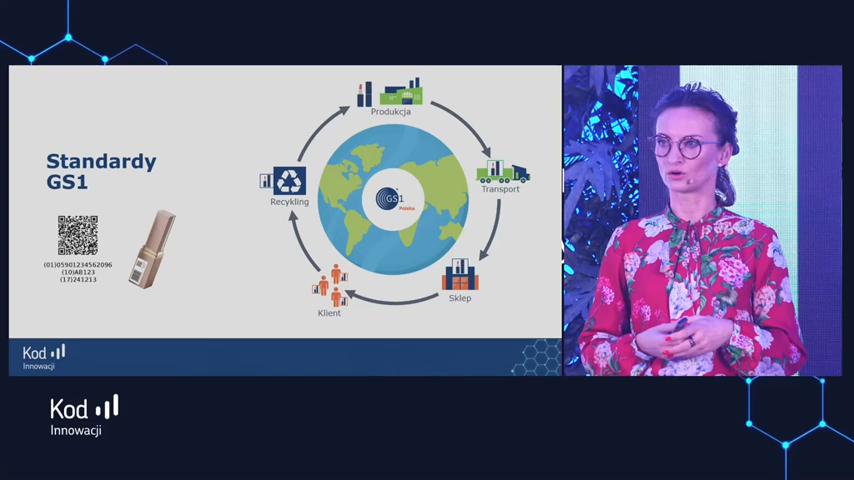 Standardy
GS1
(01)05901234562096
(10)AB123
(17)241213
Produkcja
Transport
Sklep
Klient
Recykling
GS1
Polska
Kod
Innowacji
Kod
Innowacji